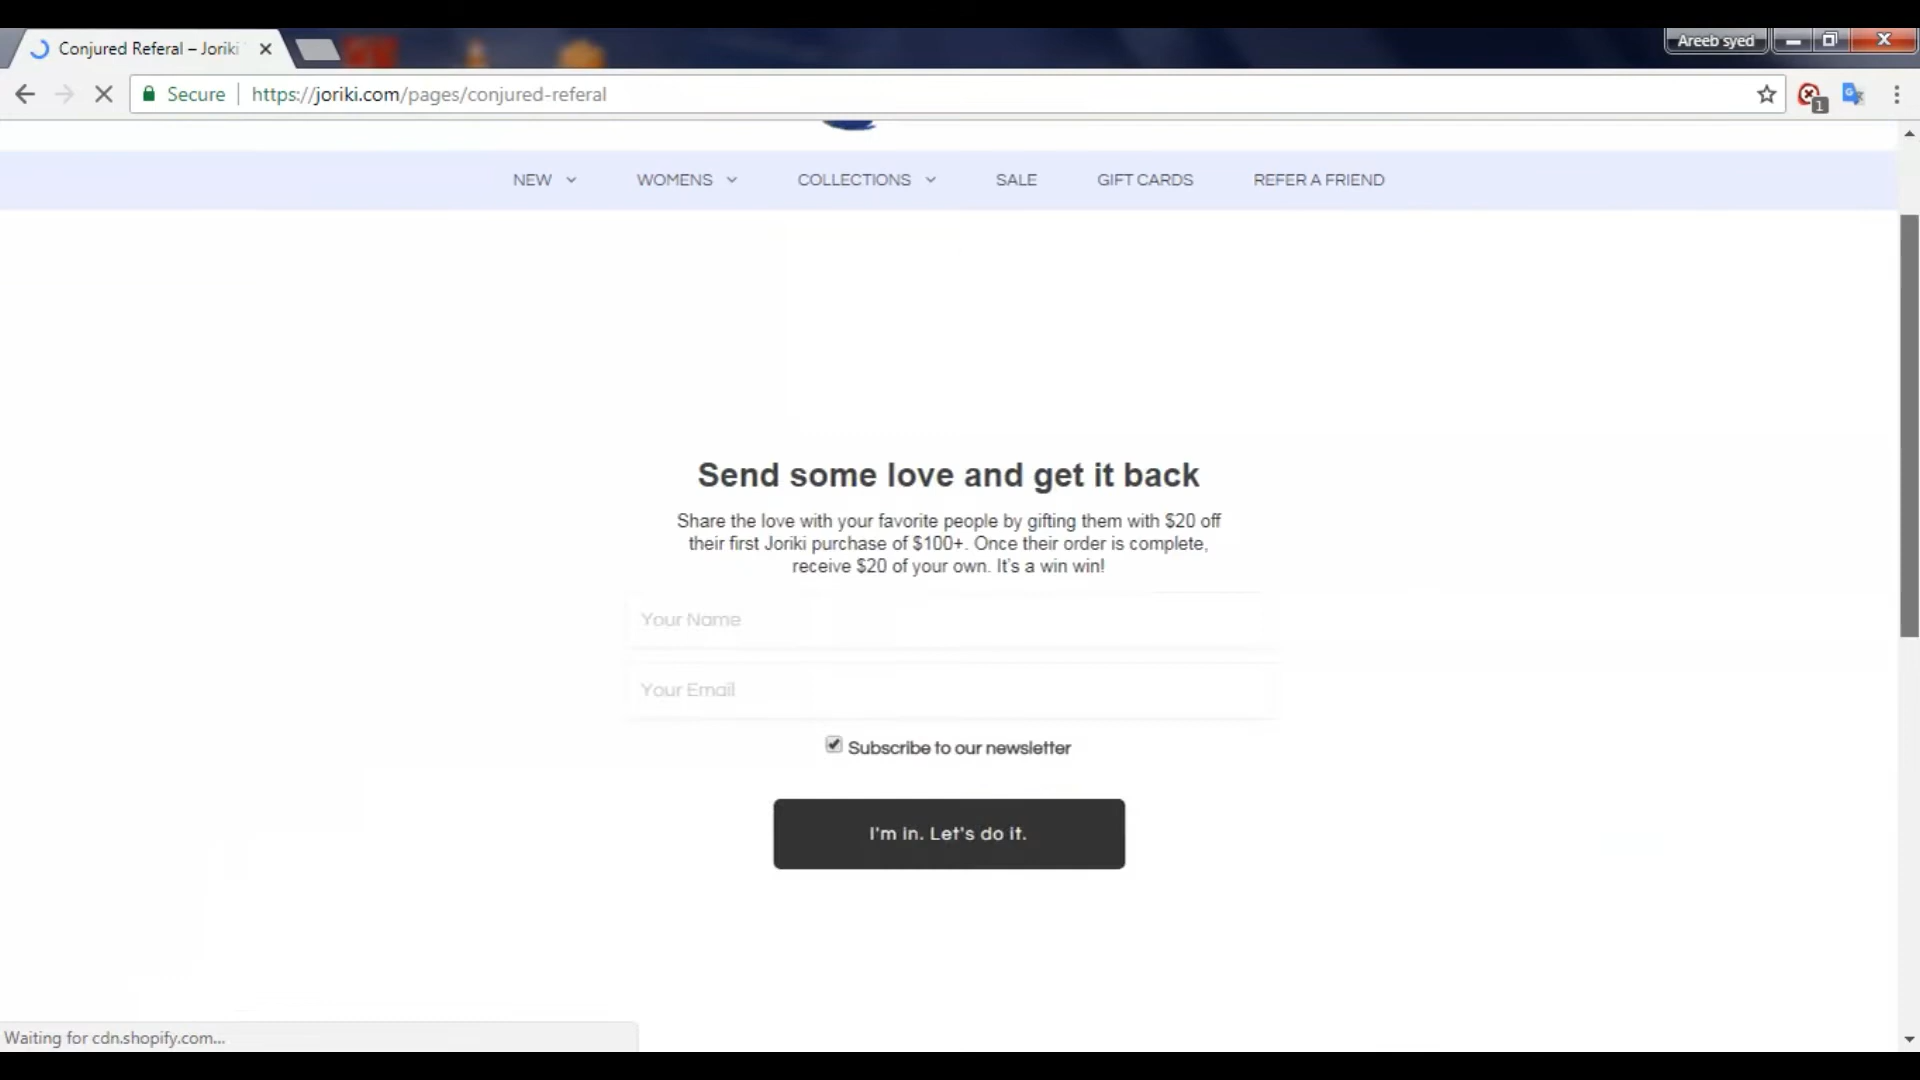 Conjured Referal – Joriki
Areeb syed
Secure
https://joriki.com/pages/conjured-referal
1
NEW
WOMENS
COLLECTIONS
SALE
GIFT CARDS
REFER A FRIEND
Send some love and get it back
Share the love with your favorite people by gifting them with $20 off
their first Joriki purchase of $100+. Once their order is complete,
receive $20 of your own. It's a win win!
Your Name
Your Email
Subscribe to our newsletter
I'm in. Let's do it.
Waiting for cdn.shopify.com...